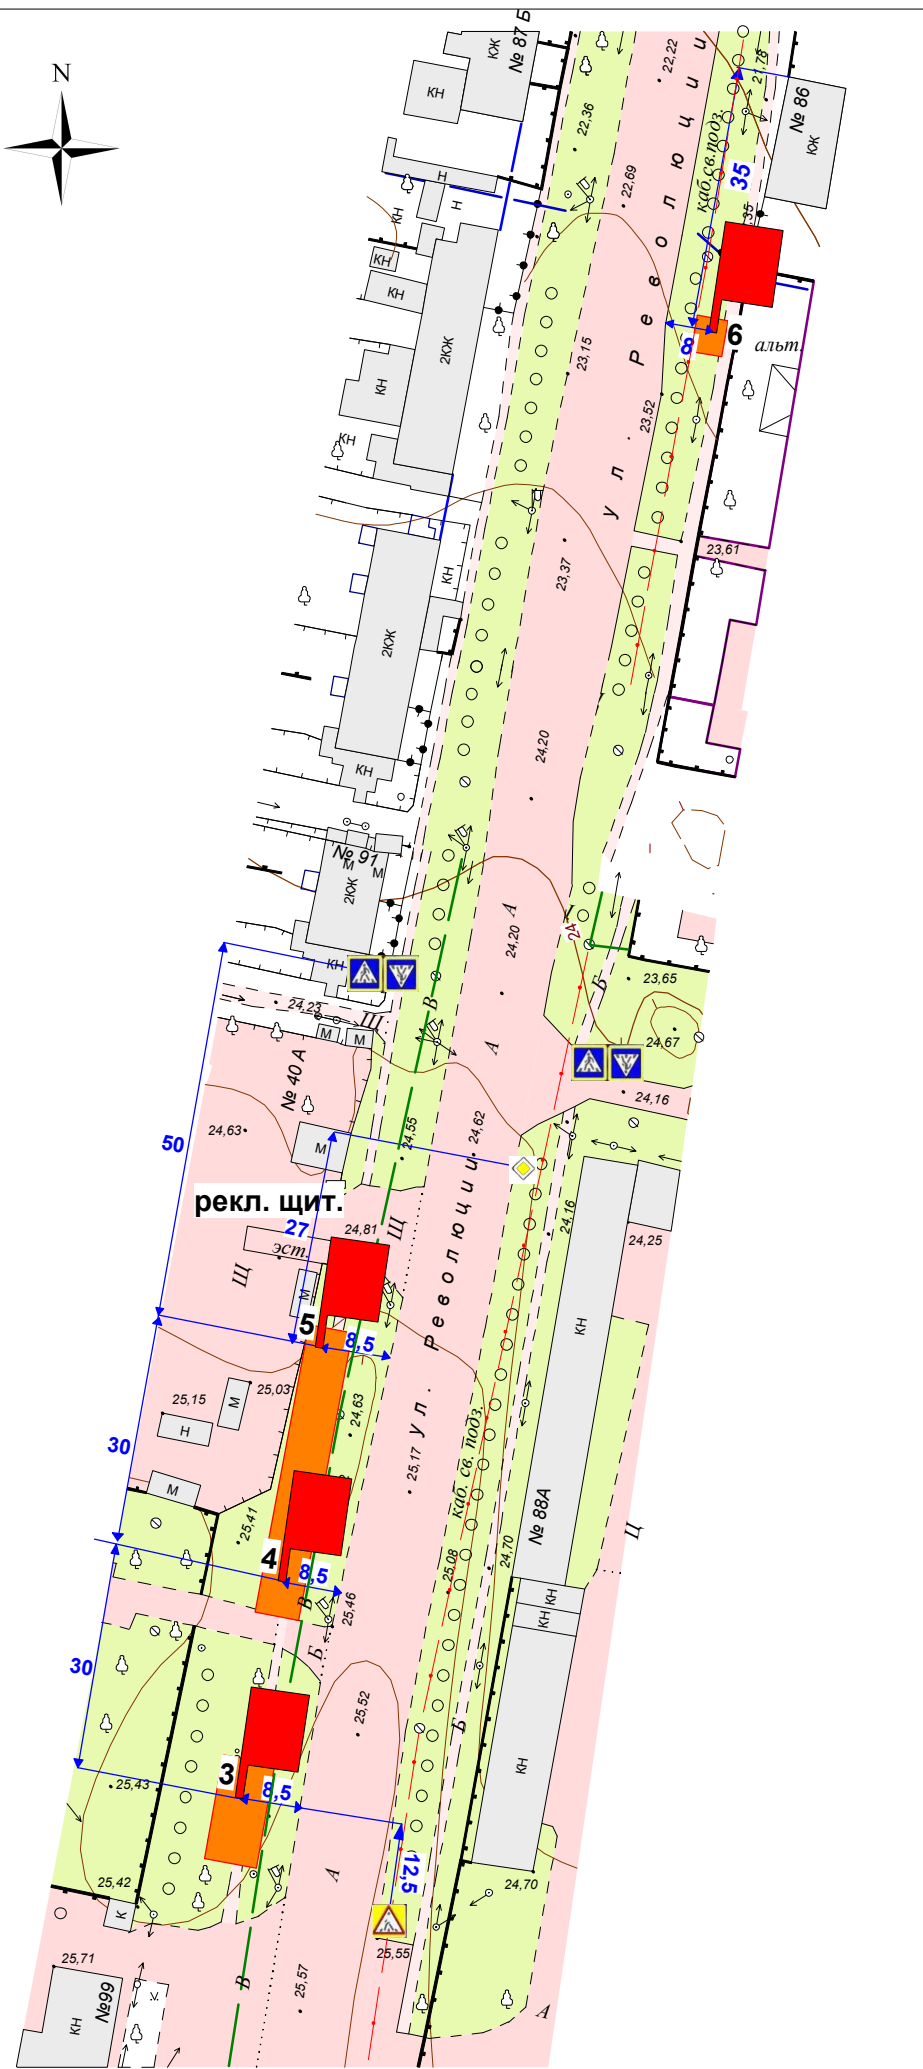 N
№ 87 Б
КЖ
КН
22,22
21,78
№ 86
КЖ
22,36
каб.св.подз.
35
Н
Н
КН
22,69
35
КН
КН
2КЖ
23,15
ул. Революции
6
8
альт.
КН
КН
23,52
23,37
23,61
КН
2КЖ
24,20
КН
№ 91
М
М
2КЖ
А
24
24,20
КН
В
Б
23,65
24,23
Щ
М
М
А
24,67
№ 40 А
24,16
24,63
М
24,55
24,62
50
рекл. щит.
27
24,81
эст.
Щ
Щ
24,16
24,25
М
5
8,5
КН
ул. Революции
25,03
25,15
М
Н
24,63
30
25,17
каб. св. подз.
М
№ 88А
25,41
Щ
4
8,5
24,70
25,08
В
25,46
КН
КН
Б
30
25,52
Б
3
8,5
КН
25,43
12,5
А
25,42
24,70
К
25,55
25,71
№99
КН
К
В
25,57
А